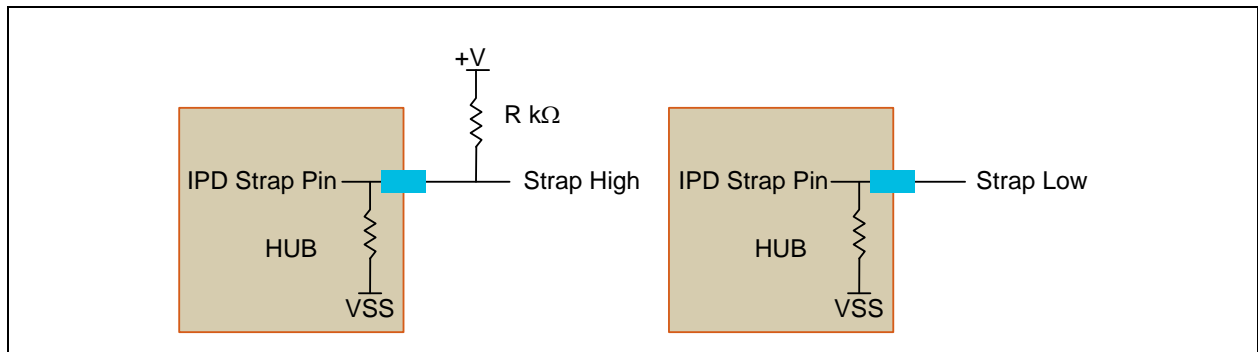 +V
R kΩ
IPD Strap Pin
Strap High
HUB
VSS
IPD Strap Pin
Strap Low
HUB
VSS